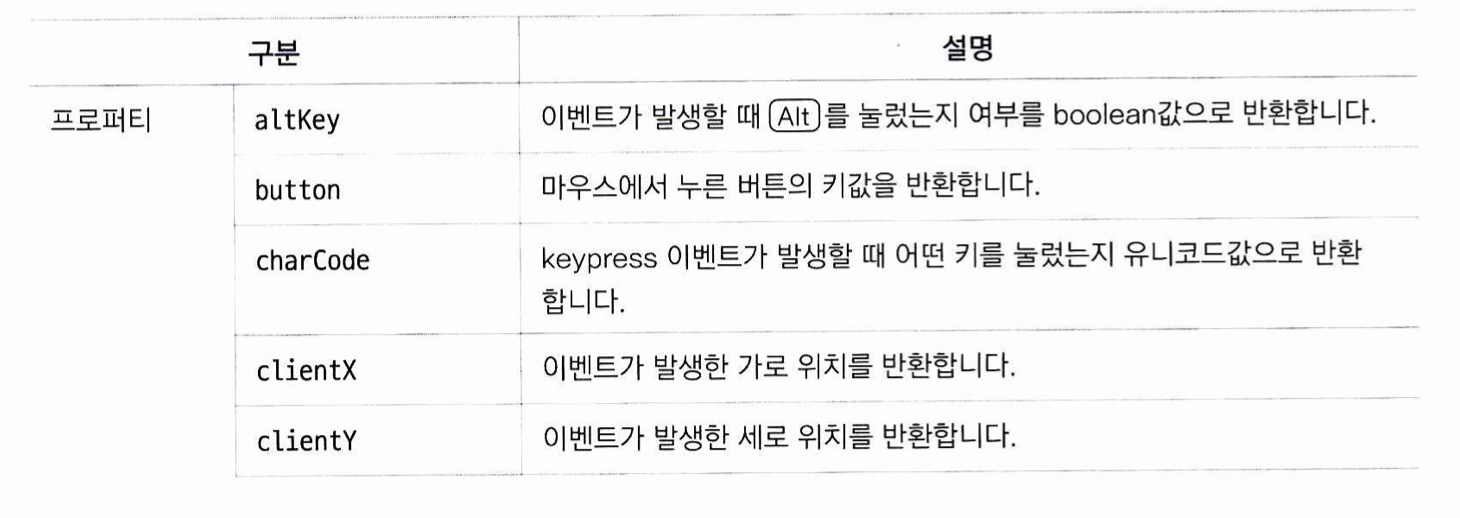 구분 설명
프로퍼티 altKey 이벤트가 발생할 때 Alt를 눌렀는지 여부를 boolean값으로 반환합니다.
button 마우스에서 누른 버튼의 키값을 반환합니다.
charCode keypress 이벤트가 발생할 때 어떤 키를 눌렀는지 유니코드값으로 반환
합니다.
clientX 이벤트가 발생한 가로 위치를 반환합니다.
clientY 이벤트가 발생한 세로 위치를 반환합니다.